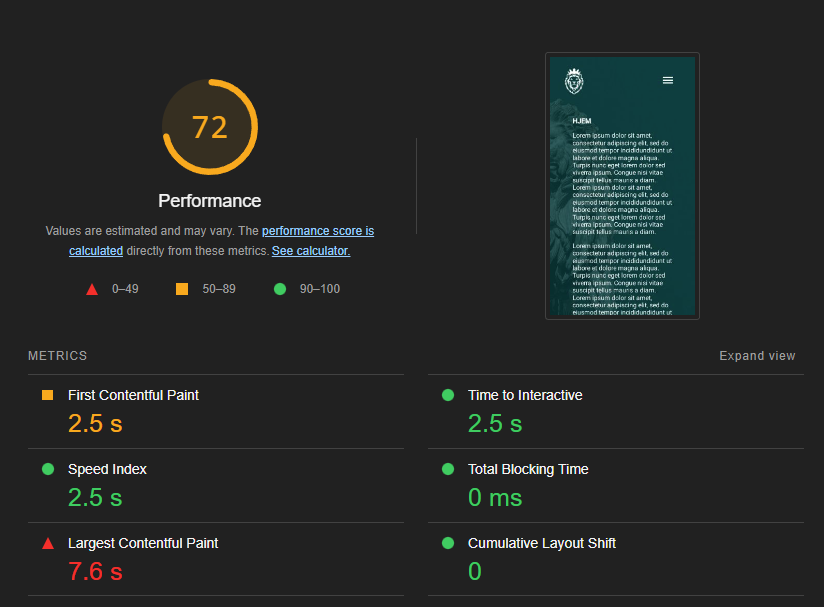 72
Performance
Values are estimated and may vary. The performance score is
calculated directly from these metrics. See calculator.
0–49
50–89
90–100
HJEM
Lorem ipsum dolor sit amet,
consectetur adipiscing elit, sed do
eiusmod tempor incididundidunt ut
labore et dolore magna aliqua.
Turpis nunc eget lorem dolor sed
viverra ipsum. Congue nisi vitae
suscipit tellus mauris a diam.
Lorem ipsum dolor sit amet,
consectetur adipiscing elit, sed do
eiusmod tempor incididundidunt ut
labore et dolore magna aliqua.
Turpis nunc eget lorem dolor sed
viverra ipsum. Congue nisi vitae
suscipit tellus mauris a diam.
Lorem ipsum dolor sit amet,
consectetur adipiscing elit, sed do
eiusmod tempor incididundidunt ut
labore et dolore magna aliqua.
Turpis nunc eget lorem dolor sed
viverra ipsum. Congue nisi vitae
suscipit tellus mauris a diam.
Lorem ipsum dolor sit amet,
consectetur adipiscing elit, sed do
eiusmod tempor incididundidunt ut
METRICS
Expand view
First Contentful Paint
2.5 s
Time to Interactive
2.5 s
Speed Index
2.5 s
Total Blocking Time
0 ms
Largest Contentful Paint
7.6 s
Cumulative Layout Shift
0